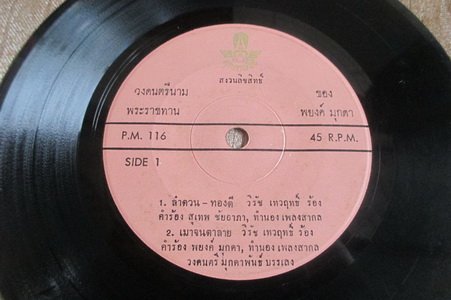 สงวนลิขสิทธิ์
วงดนตรีนาม ของ
พระราชทาน พยงค์ มุกดา
P.M. 116 45 R.P.M.
SIDE 1
1. ลำดวน - ทองดี วิรัช เทวฤทธิ์ ร้อง
คำร้อง สุเทพ ชัยอาภา, ทำนอง เพลงสากล
2. เมาจนตาลาย วิรัช เทวฤทธิ์ ร้อง
คำร้อง พยงค์ มุกดา, ทำนอง เพลงสากล
วงดนตรี มุกดาพันธ์ บรรเลง